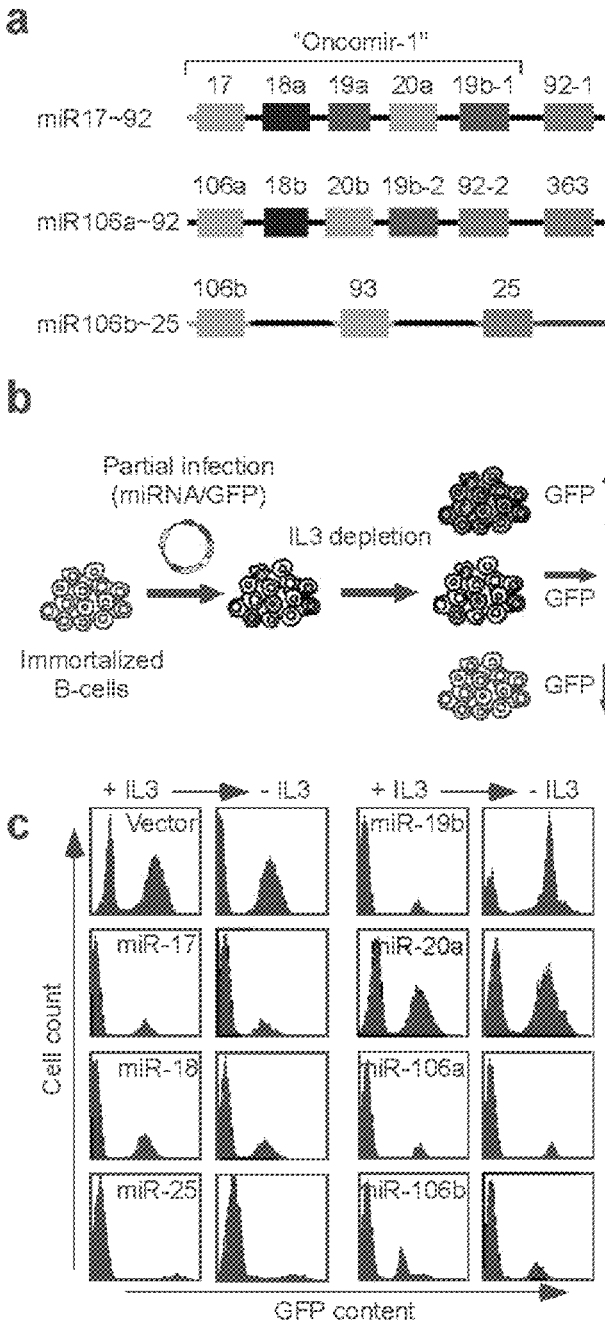 a
"Oncomir-1"
17 18a 19a 20a 19b-1 92-1
miR17~92
106a 18b 20b 19b-2 92-2 363
miR106a~92
106b 93 25
miR106b~25
b
Partial infection
(miRNA/GFP)
IL3 depletion
GFP
GFP
GFP
Immortalized
B-cells
c
+ IL3 - IL3 + IL3 - IL3
Vector miR-19b
miR-17 miR-20a
miR-18 miR-106a
miR-25 miR-106b
Cell count
GFP content